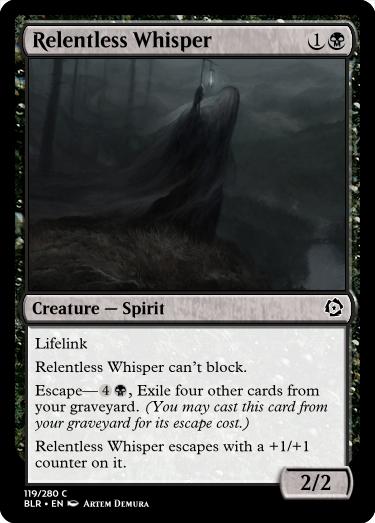 Relentless Whisper 1
Creature — Spirit
Lifelink
Relentless Whisper can't block.
Escape—4, Exile four other cards from
your graveyard. (You may cast this card from
your graveyard for its escape cost.)
Relentless Whisper escapes with a +1/+1
counter on it.
2/2
119/280 C
BLR • EN Artem Demura